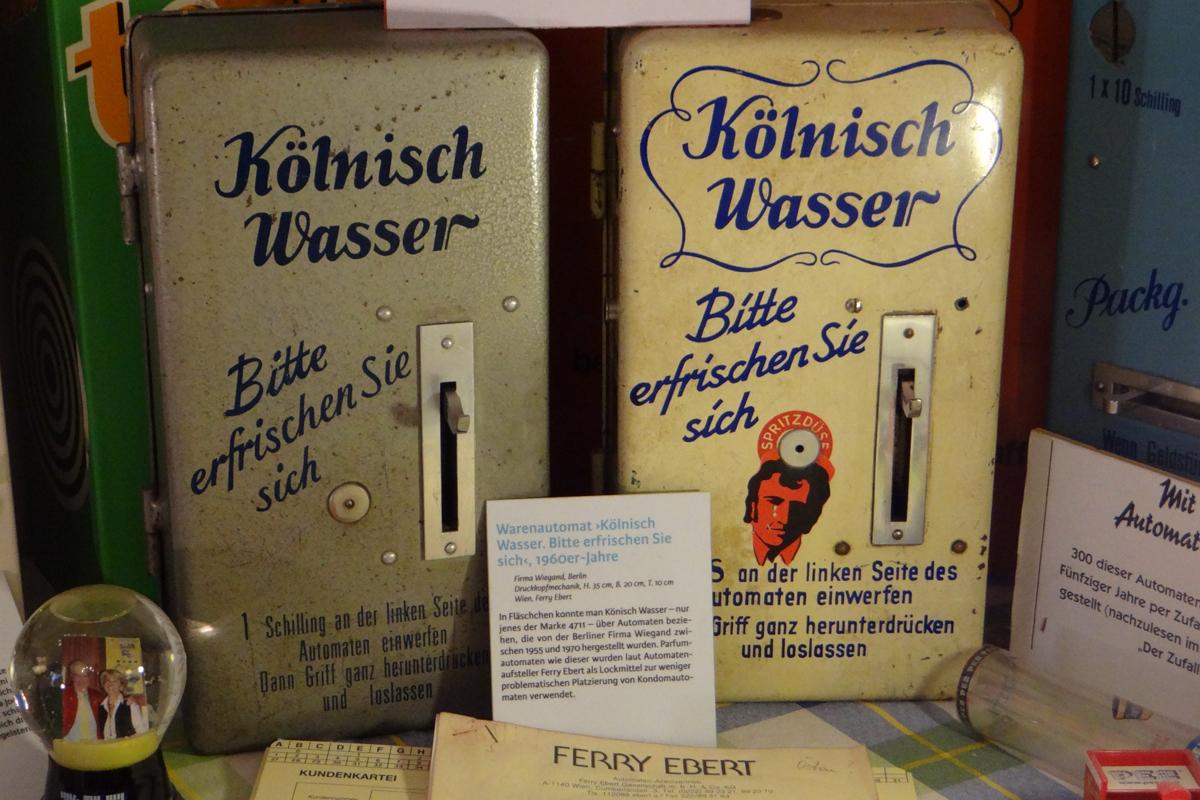 Kölnisch
Wasser
Bitte
erfrischen Sie
sich
1 Schilling an der linken Seite de
Automaten einwerfen
Dann Griff ganz herunterdrücken
und loslassen
Kölnisch
Wasser
Bitte
erfrischen Sie
sich
SPRITZDÜSE
S an der linken Seite des
utomaten einwerfen
Griff ganz herunterdrücken
und loslassen
Warenautomat ›Kölnisch
Wasser. Bitte erfrischen Sie
sich‹, 1960er-Jahre
Firma Wiegand, Berlin
Druckkopfmechanik, H. 35 cm, B. 20 cm, T. 10 cm
Wien, Ferry Ebert
In Fläschchen konnte man Könisch Wasser – nur
jenes der Marke 4711 – über Automaten bezie-
hen, die von der Berliner Firma Wiegand zwi-
schen 1955 und 1970 hergestellt wurden. Parfum-
automaten wie dieser wurden laut Automaten-
aufsteller Ferry Ebert als Lockmittel zur weniger
problematischen Platzierung von Kondomauto-
maten verwendet.
1 x 10 Schilling
Packg.
Wenn Geldstü
Mit
Automat
300 dieser Automaten
Fünfziger Jahre per Zufa
gestellt (nachzulesen im
„Der Zufall
A B C D E F G H
KUNDENKARTEI
FERRY EBERT
PEZ